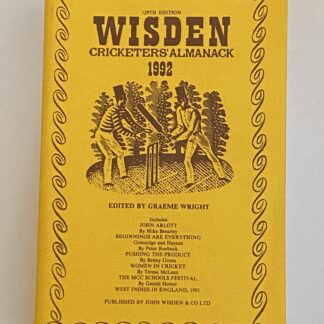 129TH EDITION
WISDEN
CRICKETERS' ALMANACK
1992
EDITED BY GRAEME WRIGHT
Includes
JOHN ARLOTT
By Mike Brearley
BEGINNINGS ARE EVERYTHING
Greenidge and Haynes
By Peter Roebuck
PUSHING THE PRODUCT
By Benny Green
WOMEN IN CRICKET
By Teresa McLean
THE MCC SCHOOLS FESTIVAL
By Gerald Howat
WEST INDIES IN ENGLAND, 1991
PUBLISHED BY JOHN WISDEN & CO LTD